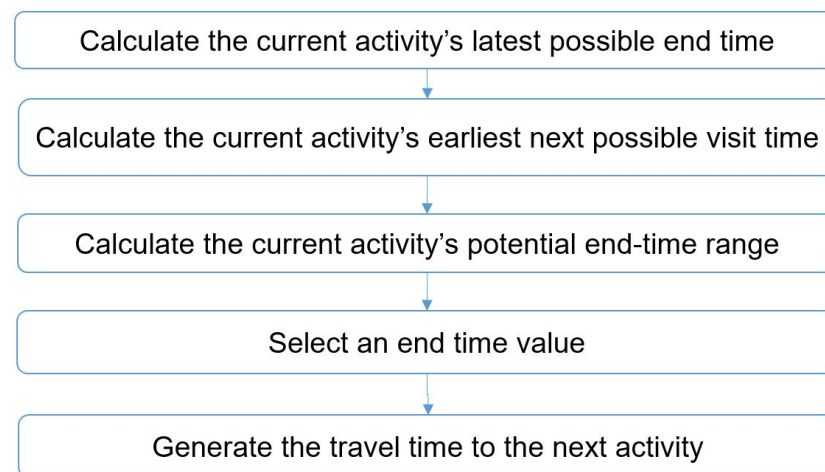 Calculate the current activity’s latest possible end time
Calculate the current activity’s earliest next possible visit time
Calculate the current activity’s potential end-time range
Select an end time value
Generate the travel time to the next activity